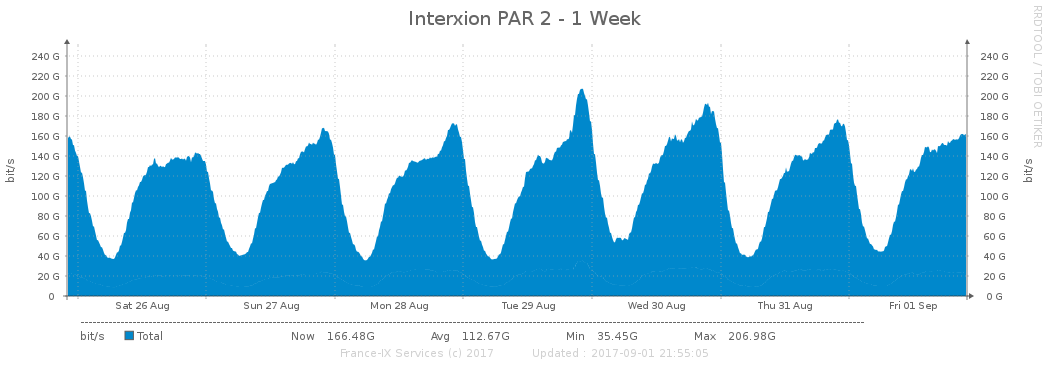 Interxion PAR 2 - 1 Week
RRDTOOL / TOBI OETIKER
240 G 240 G
220 G 220 G
200 G 200 G
180 G 180 G
160 G 160 G
140 G 140 G
120 G 120 G
100 G 100 G
80 G 80 G
60 G 60 G
40 G 40 G
20 G 20 G
0 0 G
bit/s bit/s
Sat 26 Aug Sun 27 Aug Mon 28 Aug Tue 29 Aug Wed 30 Aug Thu 31 Aug Fri 01 Sep
bit/s Total Now 166.48G Avg 112.67G Min 35.45G Max 206.98G
France-IX Services (c) 2017 Updated : 2017-09-01 21:55:05